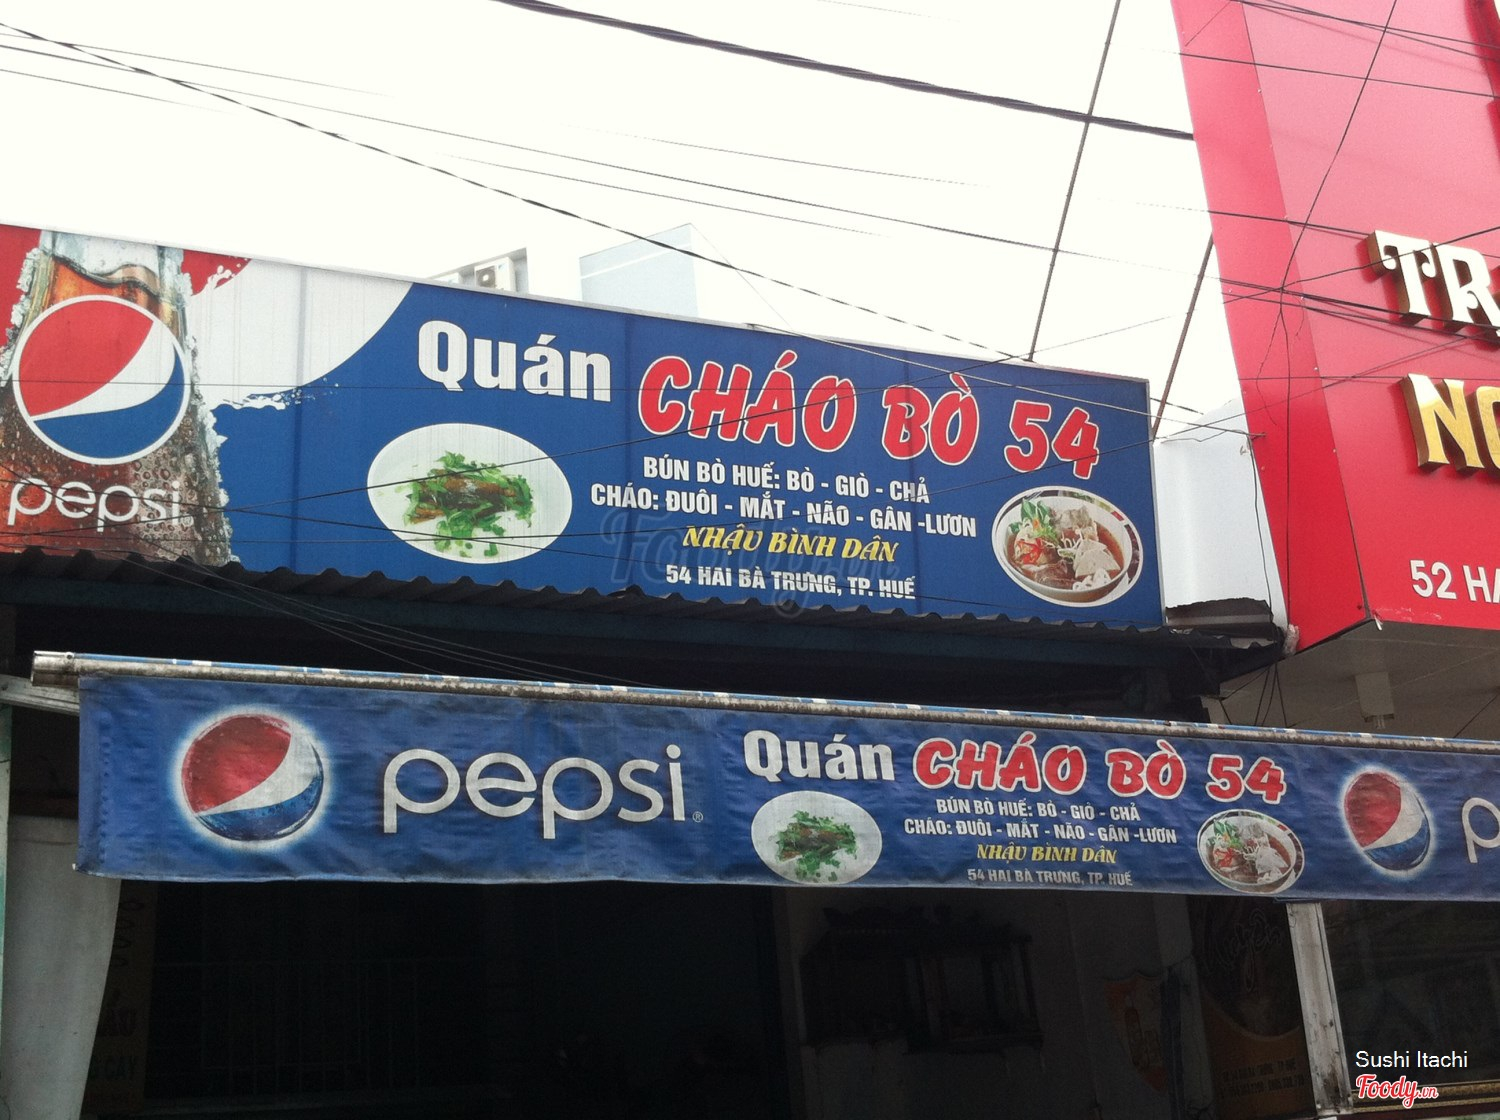 Quán CHÁO BÒ 54
BÚN BÒ HUẾ: BÒ - GIÒ - CHẢ
CHÁO: ĐUÔI - MẮT - NÃO - GÂN -LƯƠN
NHẬU BÌNH DÂN
54 HAI BÀ TRƯNG, TP. HUẾ
pepsi
52 HA
pepsi
Quán CHÁO BÒ 54
BÚN BÒ HUẾ: BÒ - GIÒ - CHẢ
CHÁO: ĐUÔI - MẮT - NÃO - GÂN -LƯƠN
NHẬU BÌNH DÂN
54 HAI BÀ TRƯNG, TP. HUẾ
Sushi Itachi
Foody.vn